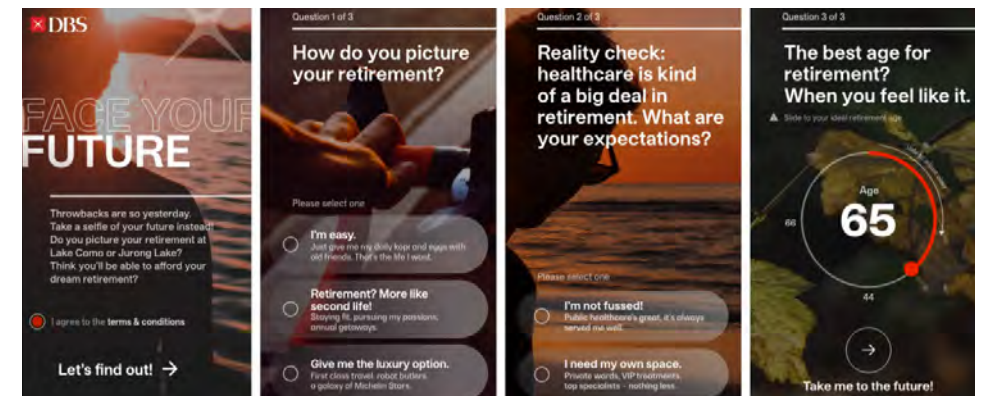 DBS
FACE YOUR
FUTURE
Throwbacks are so yesterday.
Take a selfie of your future instead!
Do you picture your retirement at
Lake Como or Jurong Lake?
Think you'll be able to afford your
dream retirement?
I agree to the terms & conditions
Let's find out! →
Question 1 of 3
How do you picture
your retirement?
Please select one
I'm easy.
Just give me my daily kopi and eggs with
old friends. That's the life I want.
Retirement? More like
second life!
Staying fit, pursuing my passions,
annual getaways.
Give me the luxury option.
First class travel, robot butlers,
a galaxy of Michelin Stars.
Question 2 of 3
Reality check:
healthcare is kind
of a big deal in
retirement. What are
your expectations?
Please select one
I'm not fussed!
Public healthcare's great, it's always
served me well.
I need my own space.
Private wards, VIP treatments,
top specialists - nothing less.
Question 3 of 3
The best age for
retirement?
When you feel like it.
Slide to your ideal retirement age
Age
65
66
44
Take me to the future!